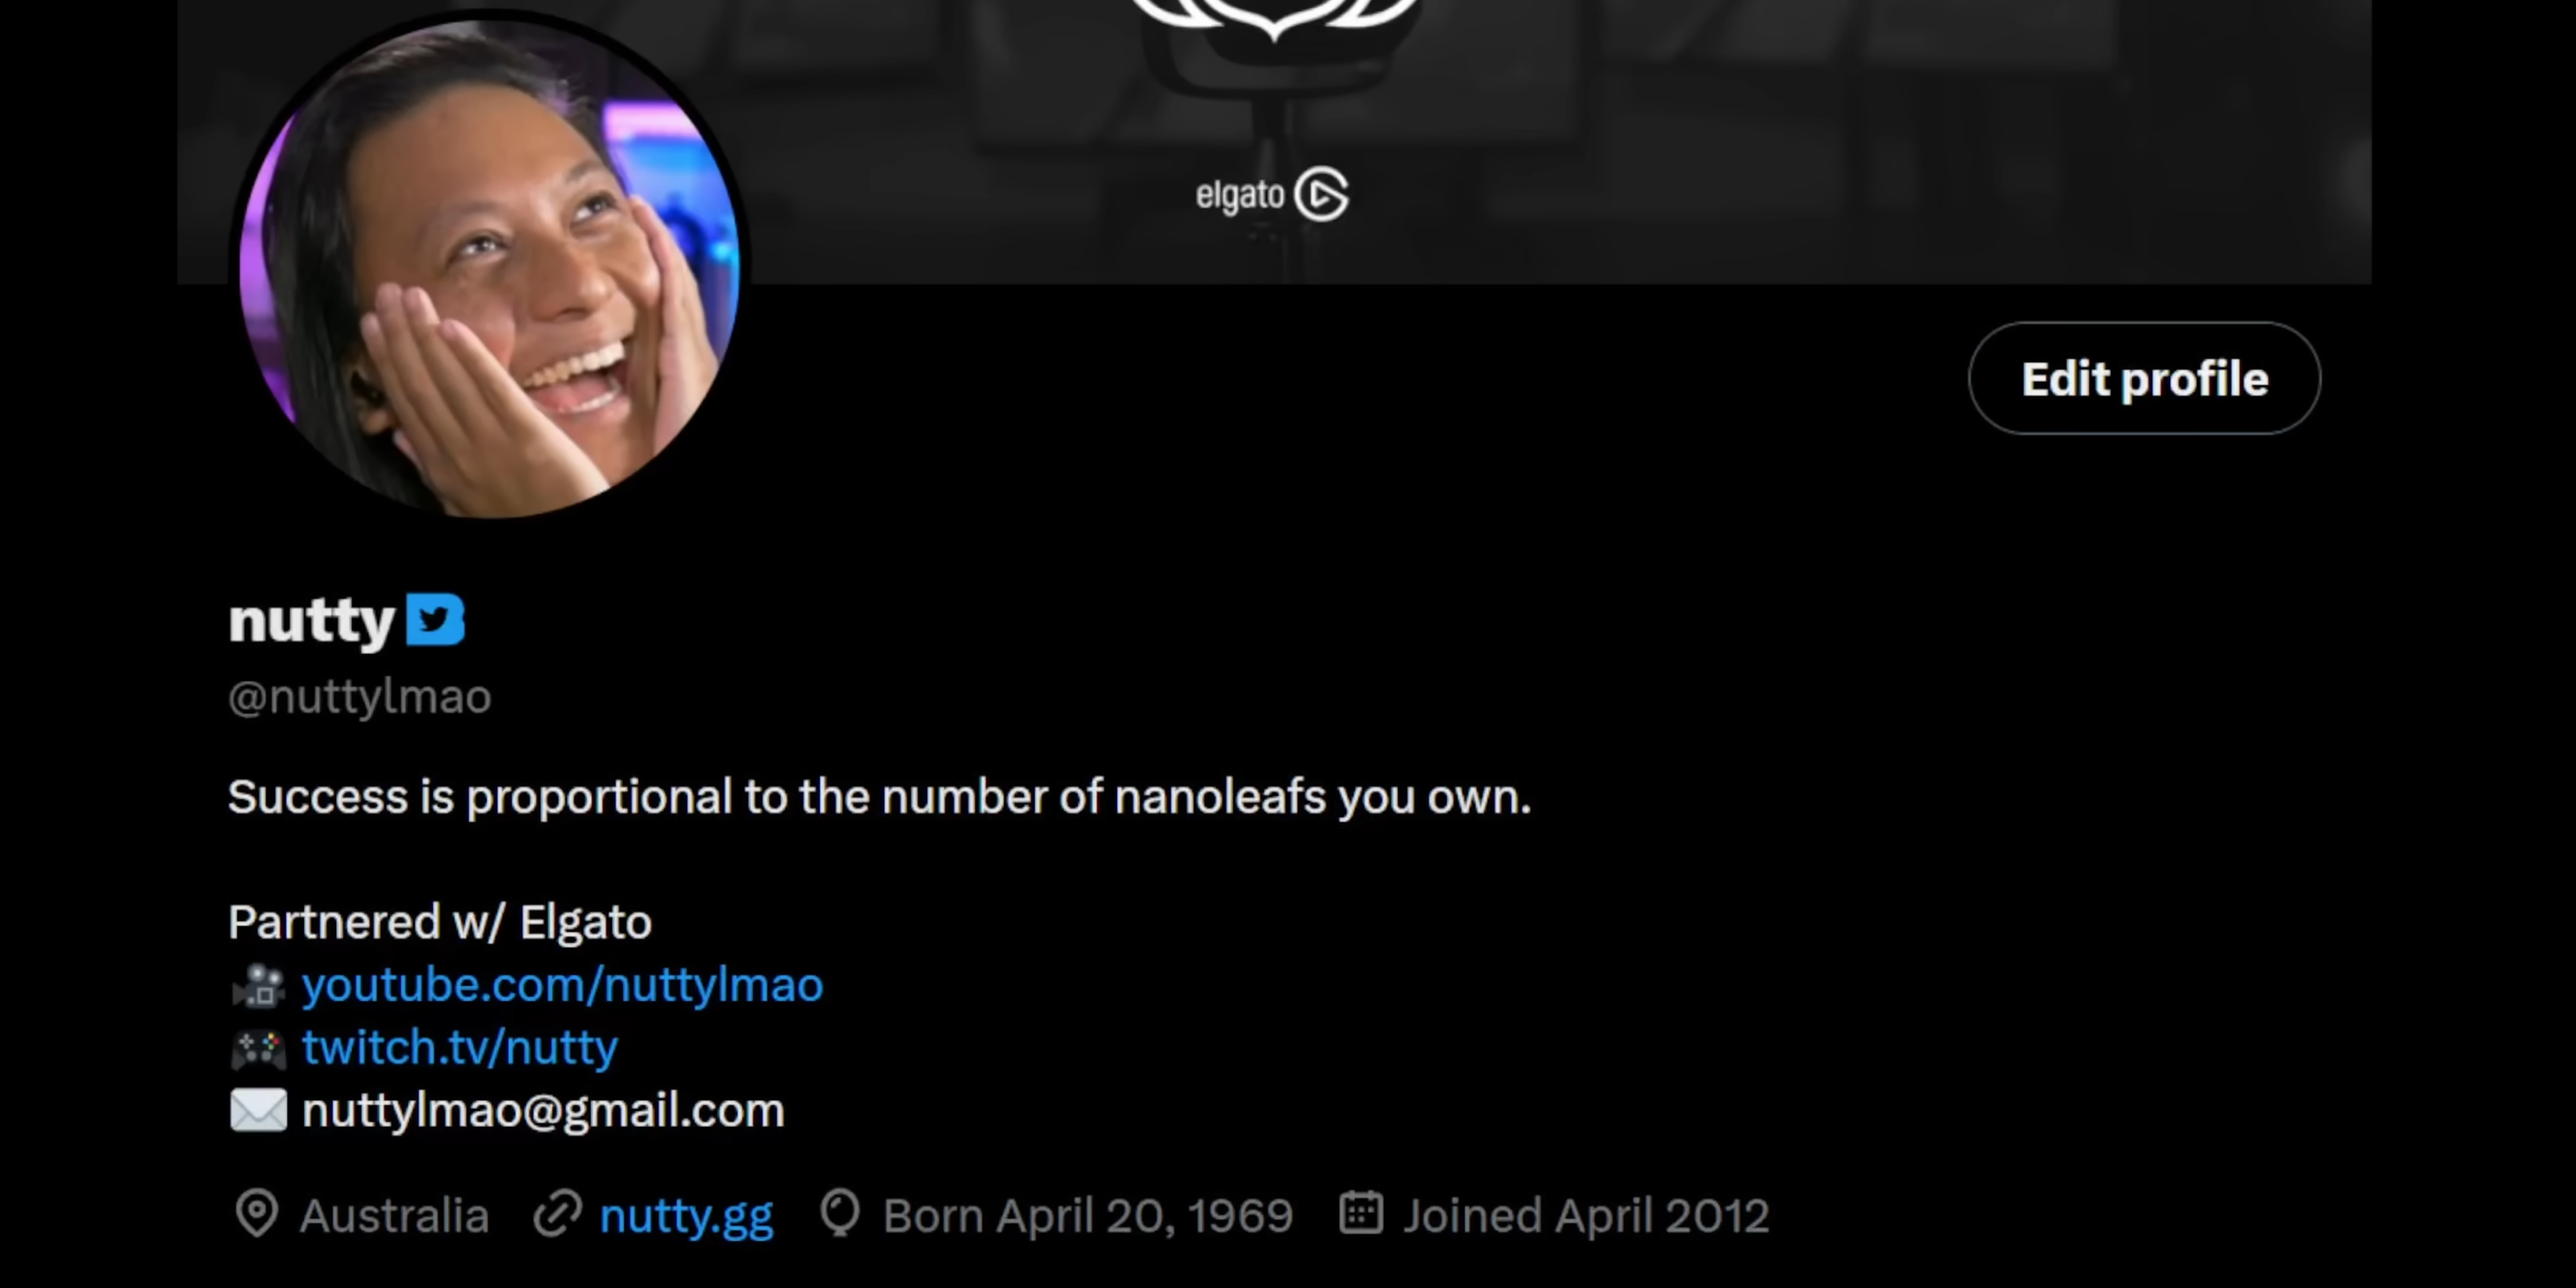 elgato
Edit profile
nutty
@nuttylmao
Success is proportional to the number of nanoleafs you own.
Partnered w/ Elgato
youtube.com/nuttylmao
twitch.tv/nutty
nuttylmao@gmail.com
Australia nutty.gg Born April 20, 1969 Joined April 2012